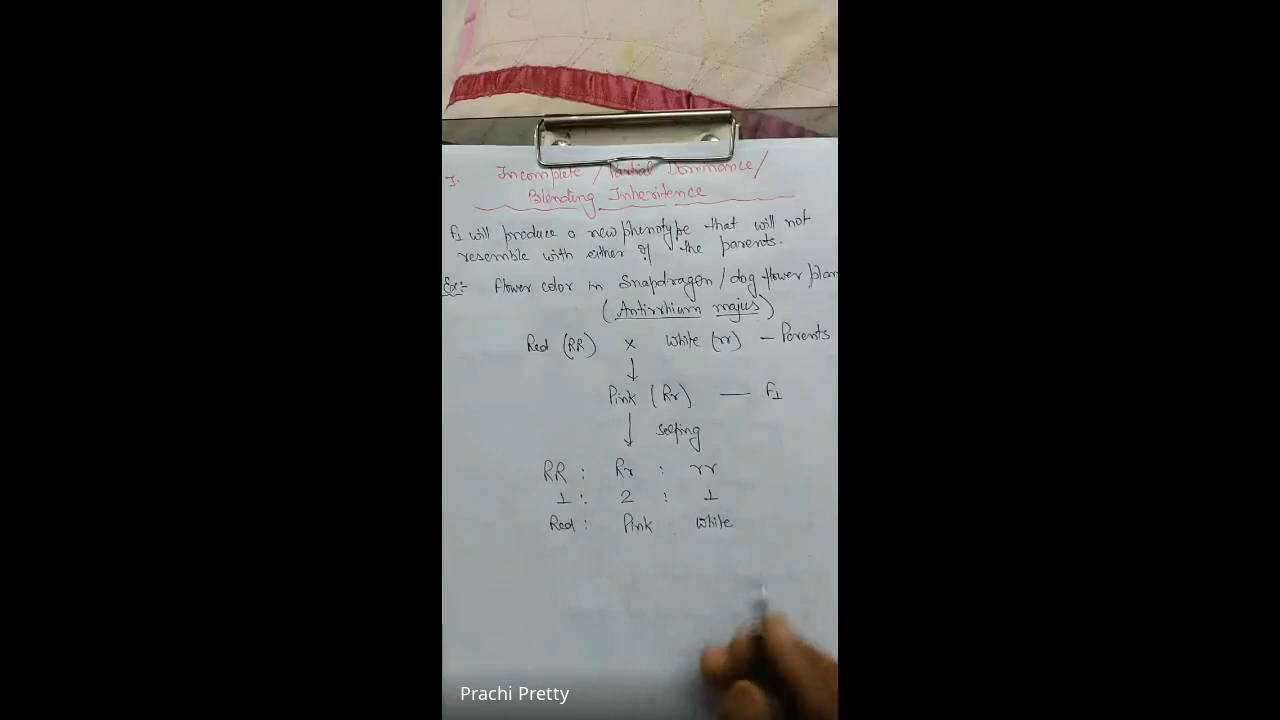 I. Incomplete / Partial Dominance /
Blending Inheritence
F1 will produce a new phenotype that will not
resemble with either of the parents.
Ex:- flower color in Snapdragon / dog flower plan
(Antirrhium majus)
Red (RR) x White (rr) — Parents
Pink (Rr) — F1
selfing
RR : Rr : rr
1 : 2 : 1
Red : Pink White
Prachi Pretty